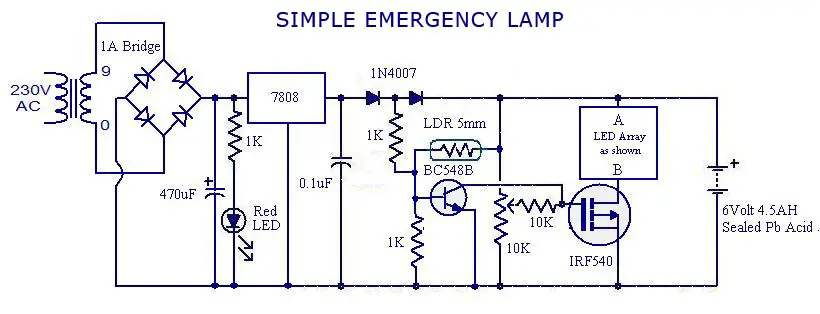 SIMPLE EMERGENCY LAMP
1A Bridge
9
230V
AC
0
1K
470uF
Red
LED
7808
0.1uF
1N4007
1K
LDR 5mm
BC548B
1K
10K
10K
A
LED Array
as shown
B
IRF540
+
6Volt 4.5AH
Sealed Pb Acid .
+